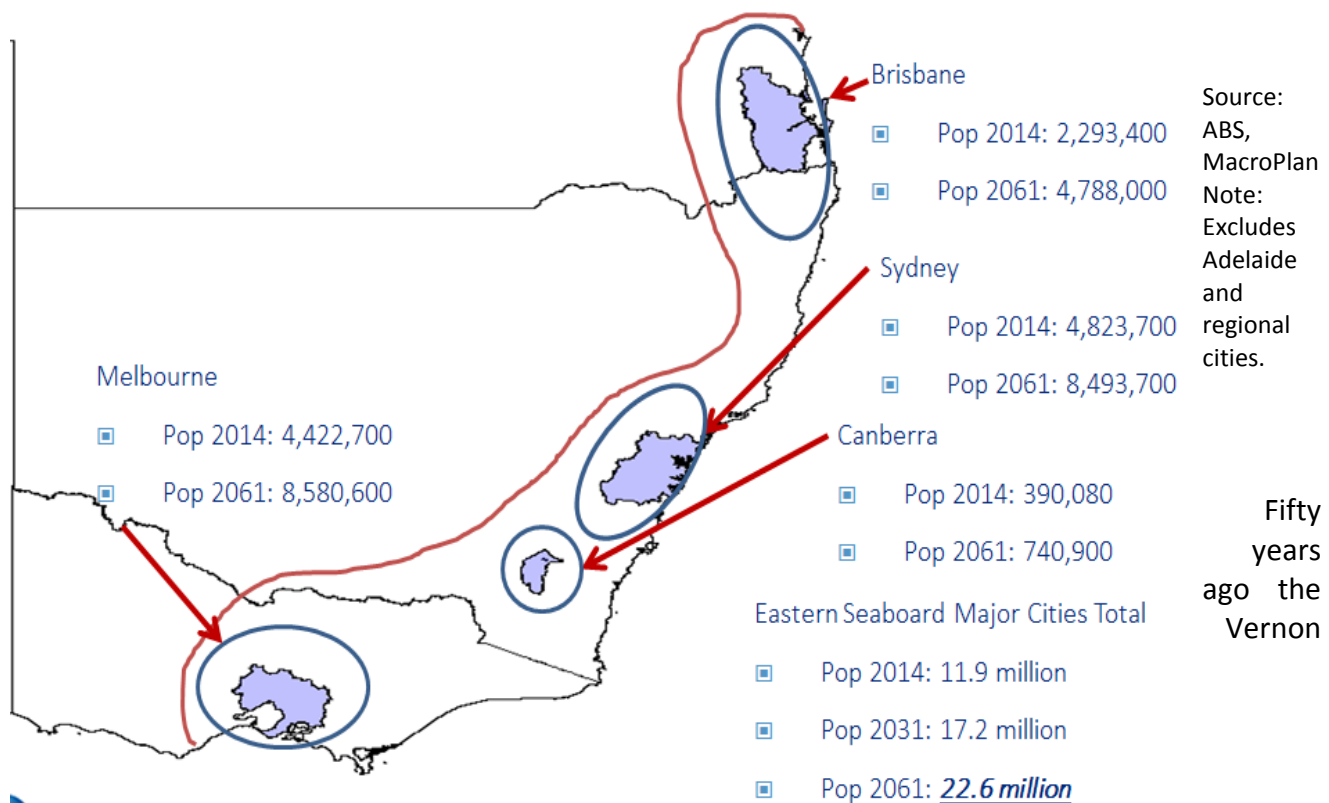 Brisbane
Pop 2014: 2,293,400
Pop 2061: 4,788,000
Source:
ABS,
MacroPlan
Note:
Excludes
Adelaide
and
regional
cities.
Sydney
Pop 2014: 4,823,700
Pop 2061: 8,493,700
Melbourne
Pop 2014: 4,422,700
Pop 2061: 8,580,600
Canberra
Pop 2014: 390,080
Pop 2061: 740,900
Eastern Seaboard Major Cities Total
Pop 2014: 11.9 million
Pop 2031: 17.2 million
Pop 2061: 22.6 million
Fifty
years
ago the
Vernon